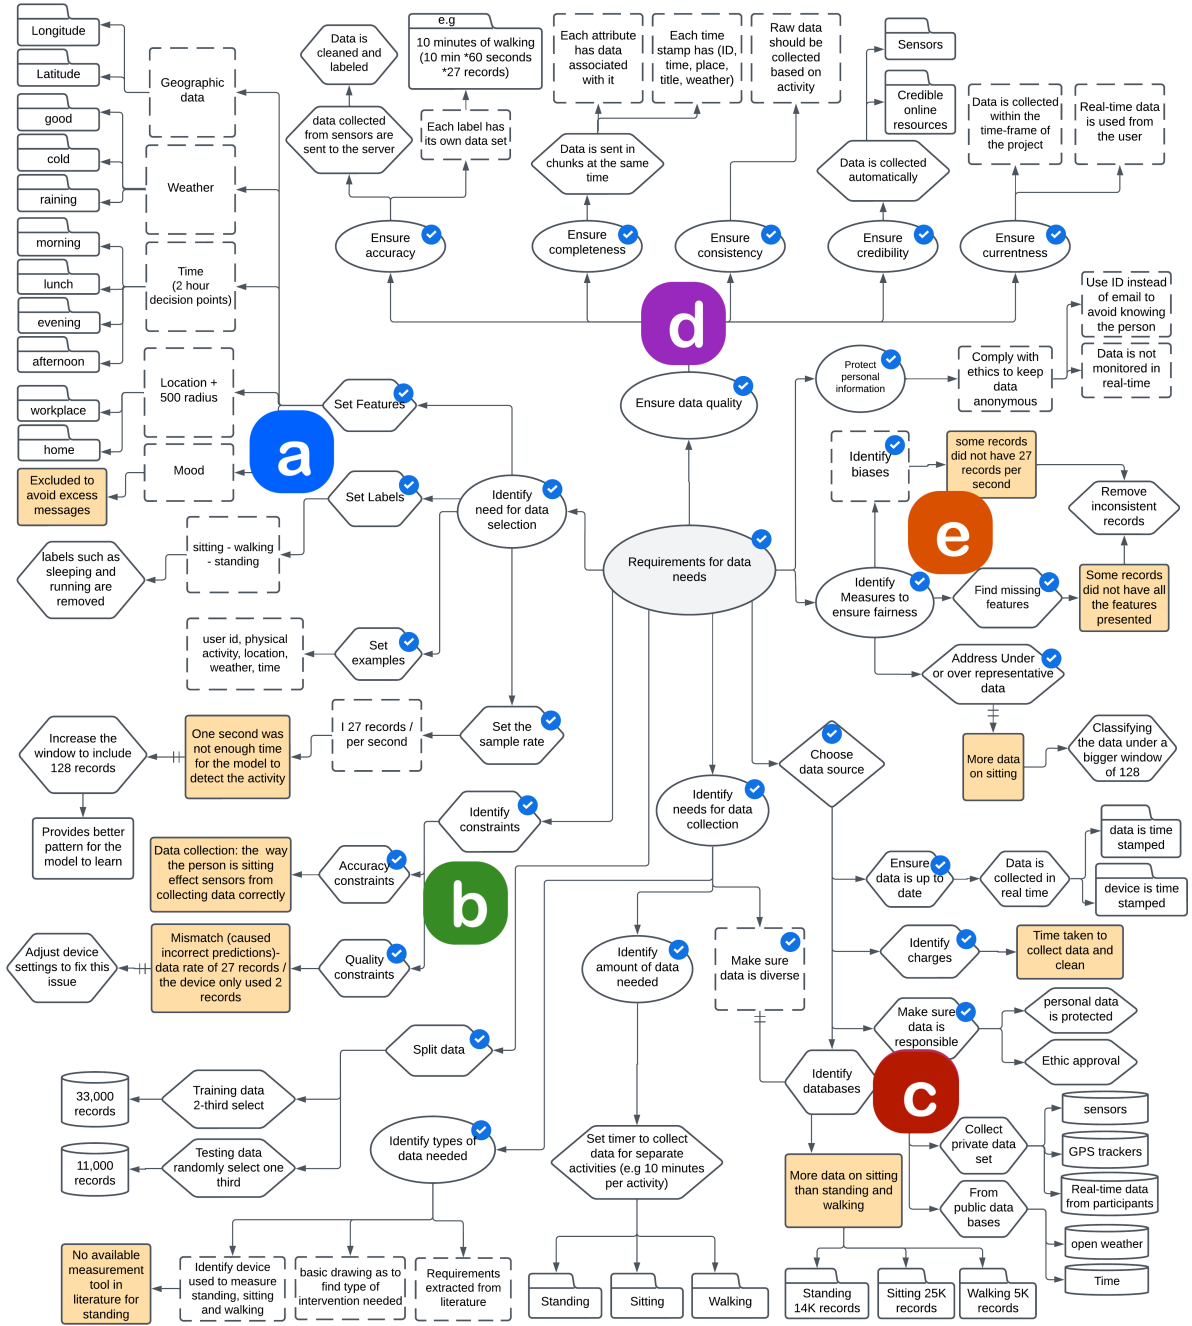 Longitude
Latitude
good
cold
raining
morning
lunch
evening
afternoon
workplace
home
Excluded to
avoid excess
messages
Geographic
data
Weather
Time
(2 hour
decision points)
Location +
500 radius
Mood
Data is
cleaned and
labeled
data collected
from sensors are
sent to the server
e.g
10 minutes of walking
(10 min *60 seconds
*27 records)
Each label has
its own data set
Each attribute
has data
associated
with it
Each time
stamp has (ID,
time, place,
title, weather)
Data is sent in
chunks at the same
time
Raw data
should be
collected
based on
activity
Sensors
Credible
online
resources
Data is collected
automatically
Data is collected
within the
time-frame of
the project
Real-time data
is used from
the user
Ensure
accuracy
Ensure
completeness
Ensure
consistency
Ensure
credibility
Ensure
currentness
d
Ensure data quality
Protect
personal
information
Comply with
ethics to keep
data
anonymous
Use ID instead
of email to
avoid knowing
the person
Data is not
monitored in
real-time
Set Features
a
Set Labels
Identify
need for data
selection
sitting - walking
- standing
labels such as
sleeping and
running are
removed
user id, physical
activity, location,
weather, time
Set
examples
Requirements for data
needs
Identify
biases
some records
did not have 27
records per
second
e
Remove
inconsistent
records
Identify
Measures to
ensure fairness
Find missing
features
Some records
did not have all
the features
presented
Address Under
or over representative
data
More data
on sitting
Classifying
the data under a
bigger window
of 128
Increase the
window to include
128 records
One second was
not enough time
for the model to
detect the activity
I 27 records /
per second
Set the
sample rate
Provides better
pattern for the
model to learn
Identify
constraints
Identify
needs for data
collection
Choose
data source
Data collection: the way
the person is sitting
effect sensors from
collecting data correctly
Accuracy
constraints
b
Adjust device
settings to fix this
issue
Mismatch (caused
incorrect predictions)-
data rate of 27 records /
the device only used 2
records
Quality
constraints
Ensure
data is up to
date
Data is
collected in
real time
data is time
stamped
device is time
stamped
Identify
charges
Time taken to
collect data and
clean
Identify
amount of data
needed
Make sure
data is diverse
Make sure
data is
responsible
personal data
is protected
Ethic approval
Split data
Training data
2-third select
33,000
records
Testing data
randomly select one
third
11,000
records
Identify
databases
c
Collect
private data
set
sensors
GPS trackers
Real-time data
from participants
From
public data
bases
open weather
Time
Identify types of
data needed
Set timer to collect
data for separate
activities (e.g 10 minutes
per activity)
More data on sitting
than standing and
walking
No available
measurement
tool in
literature for
standing
Identify device
used to measure
standing, sitting
and walking
basic drawing as to
find type of
intervention needed
Requirements
extracted from
literature
Standing
Sitting
Walking
Standing
14K records
Sitting 25K
records
Walking 5K
records